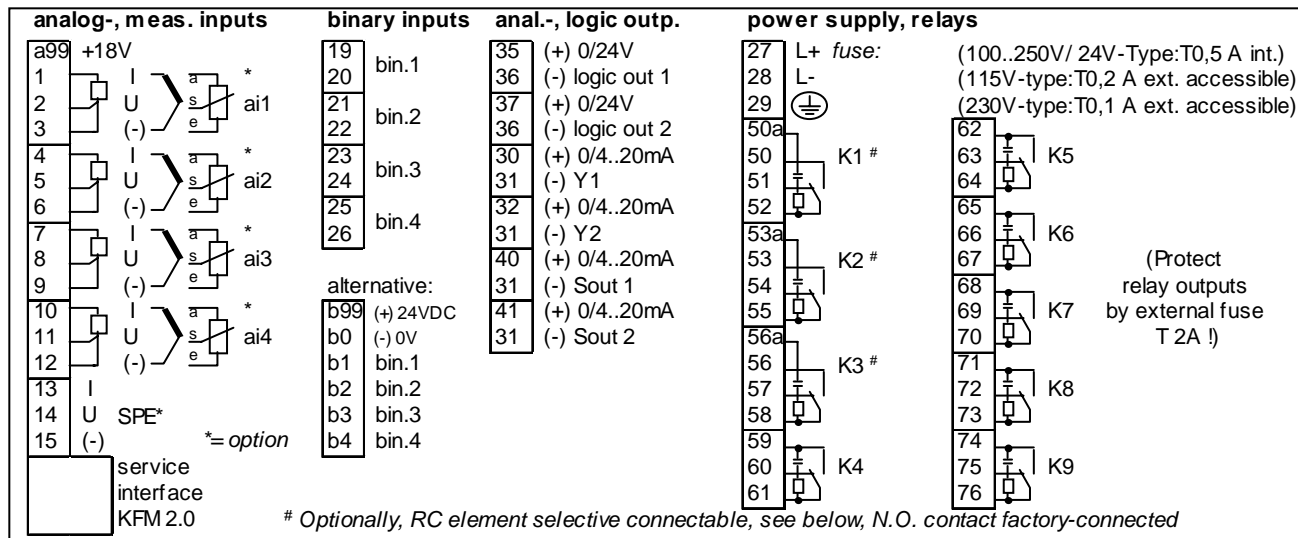 analog-, meas. inputs
a99 +18V
1 I a *
2 U s ai1
3 (-) e
4 I a *
5 U s ai2
6 (-) e
7 I a *
8 U s ai3
9 (-) e
10 I a *
11 U s ai4
12 (-) e
13 I
14 U SPE*
15 (-) *= option
service
interface
KFM 2.0
binary inputs
19
bin.1
20
21
bin.2
22
23
bin.3
24
25
bin.4
26
alternative:
b99 (+) 24VDC
b0 (-) 0V
b1 bin.1
b2 bin.2
b3 bin.3
b4 bin.4
anal.-, logic outp.
35 (+) 0/24V
36 (-) logic out 1
37 (+) 0/24V
36 (-) logic out 2
30 (+) 0/4..20mA
31 (-) Y1
32 (+) 0/4..20mA
31 (-) Y2
40 (+) 0/4..20mA
31 (-) Sout 1
41 (+) 0/4..20mA
31 (-) Sout 2
power supply, relays
27 L+ fuse: (100..250V/ 24V-Type:T0,5 A int.)
28 L- (115V-type:T0,2 A ext. accessible)
29 (230V-type:T0,1 A ext. accessible)
50a
50 K1 #
51
52
53a
53 K2 #
54
55
56a
56 K3 #
57
58
59
60 K4
61
62
63 K5
64
65
66 K6
67
68
69 K7
70
71
72 K8
73
74
75 K9
76
(Protect
relay outputs
by external fuse
T 2A !)
# Optionally, RC element selective connectable, see below, N.O. contact factory-connected